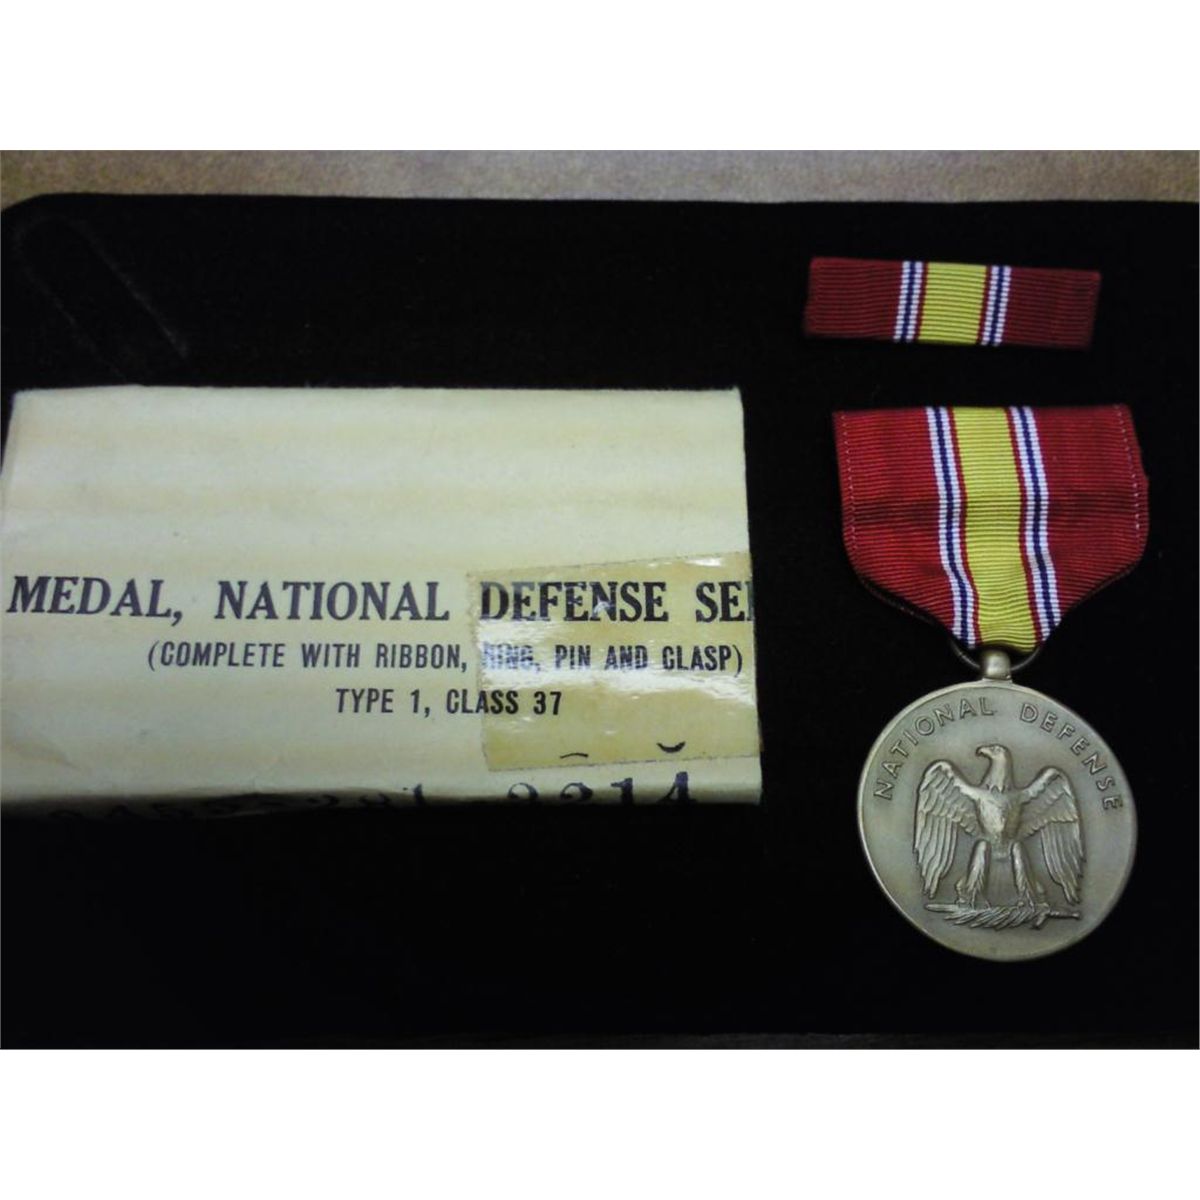 MEDAL, NATIONAL DEFENSE SE
(COMPLETE WITH RIBBON, RING, PIN AND CLASP)
TYPE 1, CLASS 37
NATIONAL DEFENSE